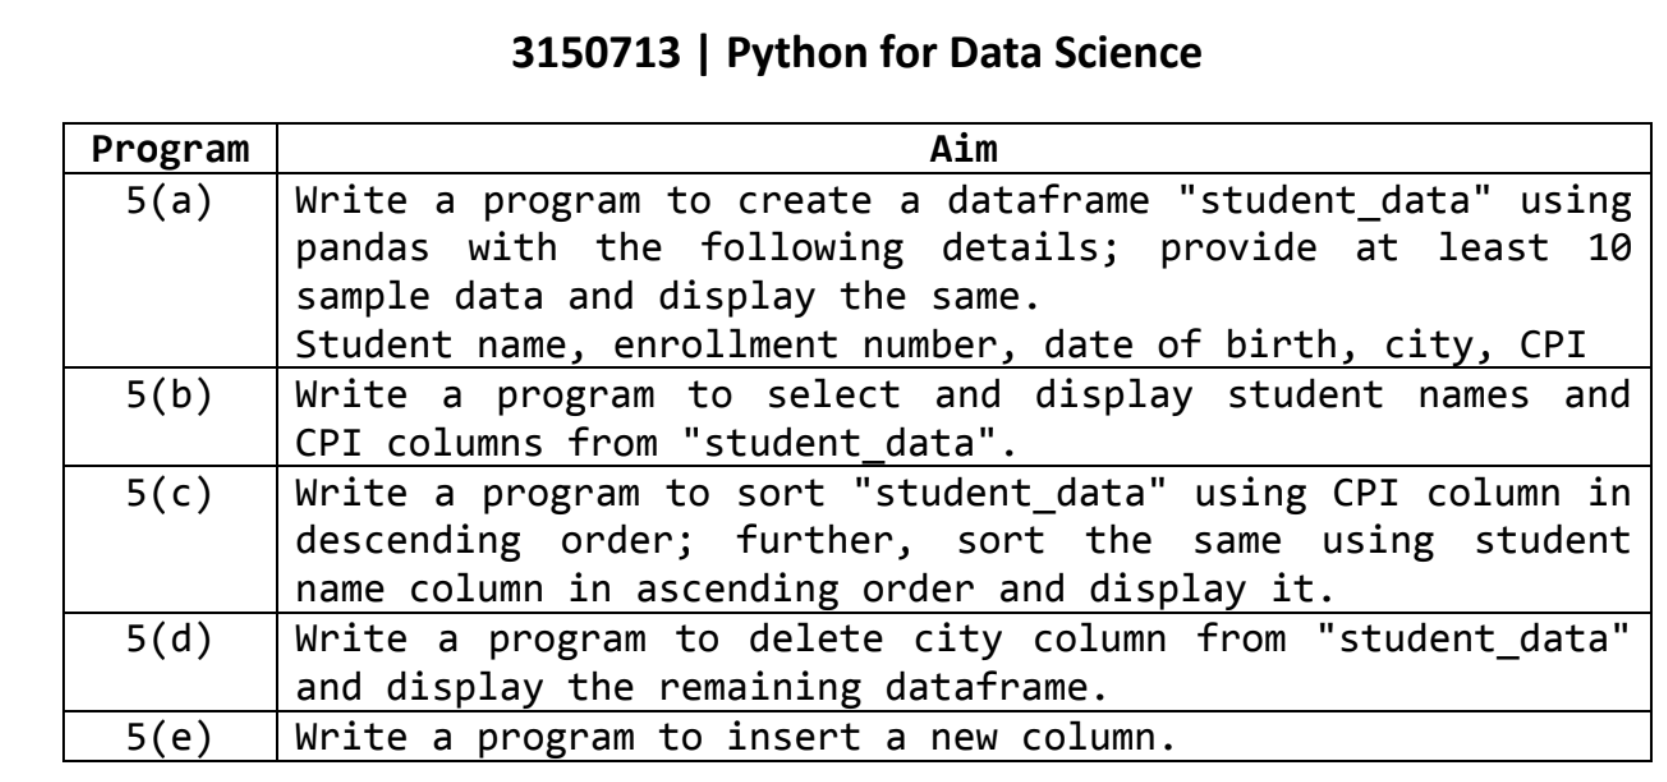 3150713 | Python for Data Science
Program Aim
5(a) Write a program to create a dataframe "student_data" using
pandas with the following details; provide at least 10
sample data and display the same.
Student name, enrollment number, date of birth, city, CPI
5(b) Write a program to select and display student names and
CPI columns from "student_data".
5(c) Write a program to sort "student_data" using CPI column in
descending order; further, sort the same using student
name column in ascending order and display it.
5(d) Write a program to delete city column from "student_data"
and display the remaining dataframe.
5(e) Write a program to insert a new column.